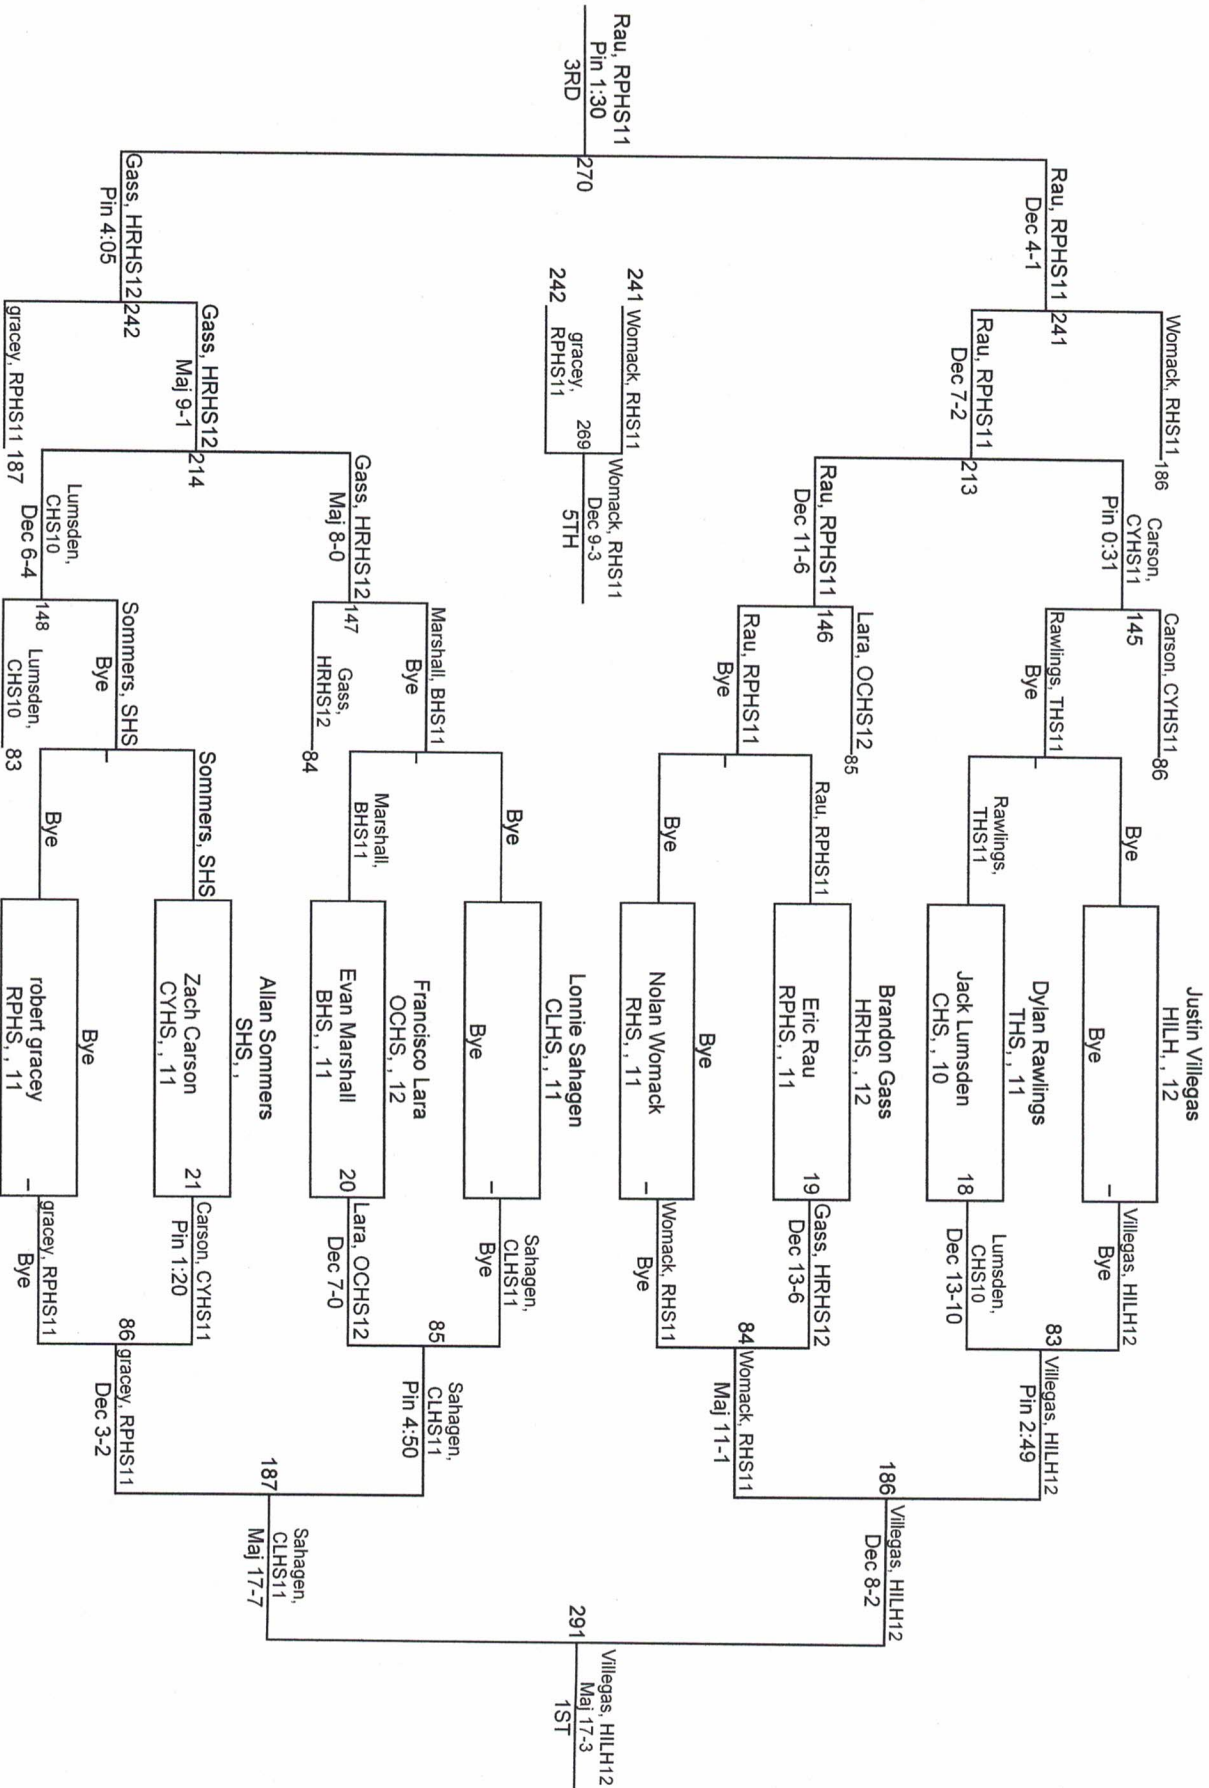 Rau, RPHS11
Pin 1:30
3RD
270
Rau, RPHS11
Dec 4-1
241
Womack, RHS11
186
Rau, RPHS11
Dec 7-2
213
Carson,
CYHS11
Pin 0:31
145
Carson, CYHS11
86
Rawlings, THS11
Bye
Bye
Rawlings,
THS11
Rau, RPHS11
Dec 11-6
146
Lara, OCHS12
85
Rau, RPHS11
Bye
Rau, RPHS11
Bye
241 Womack, RHS11
242
gracey,
RPHS11
269
Womack, RHS11
Dec 9-3
5TH
Gass, HRHS12
Pin 4:05
242
Gass, HRHS12
Maj 9-1
214
Gass, HRHS12
Maj 8-0
147
Marshall, BHS11
Bye
Bye
Marshall,
BHS11
Gass,
HRHS12
84
Lumsden,
CHS10
Dec 6-4
148
Sommers, SHS
Bye
Sommers, SHS
Bye
Lumsden,
CHS10
83
gracey, RPHS11
187
Justin Villegas
HILH, , 12
Bye
Villegas, HILH12
Bye
Dylan Rawlings
THS, , 11
Jack Lumsden
CHS, , 10
18
Lumsden,
CHS10
Dec 13-10
83
Villegas, HILH12
Pin 2:49
Brandon Gass
HRHS, , 12
Eric Rau
RPHS, , 11
19
Gass, HRHS12
Dec 13-6
Bye
Nolan Womack
RHS, , 11
Womack, RHS11
Bye
84
Womack, RHS11
Maj 11-1
186
Villegas, HILH12
Dec 8-2
Lonnie Sahagen
CLHS, , 11
Bye
Sahagen,
CLHS11
Bye
Francisco Lara
OCHS, , 12
Evan Marshall
BHS, , 11
20
Lara, OCHS12
Dec 7-0
85
Sahagen,
CLHS11
Pin 4:50
Allan Sommers
SHS, ,
Zach Carson
CYHS, , 11
21
Carson, CYHS11
Pin 1:20
Bye
robert gracey
RPHS, , 11
gracey, RPHS11
Bye
86
gracey, RPHS11
Dec 3-2
187
Sahagen,
CLHS11
Maj 17-7
291
Villegas, HILH12
Maj 17-3
1ST